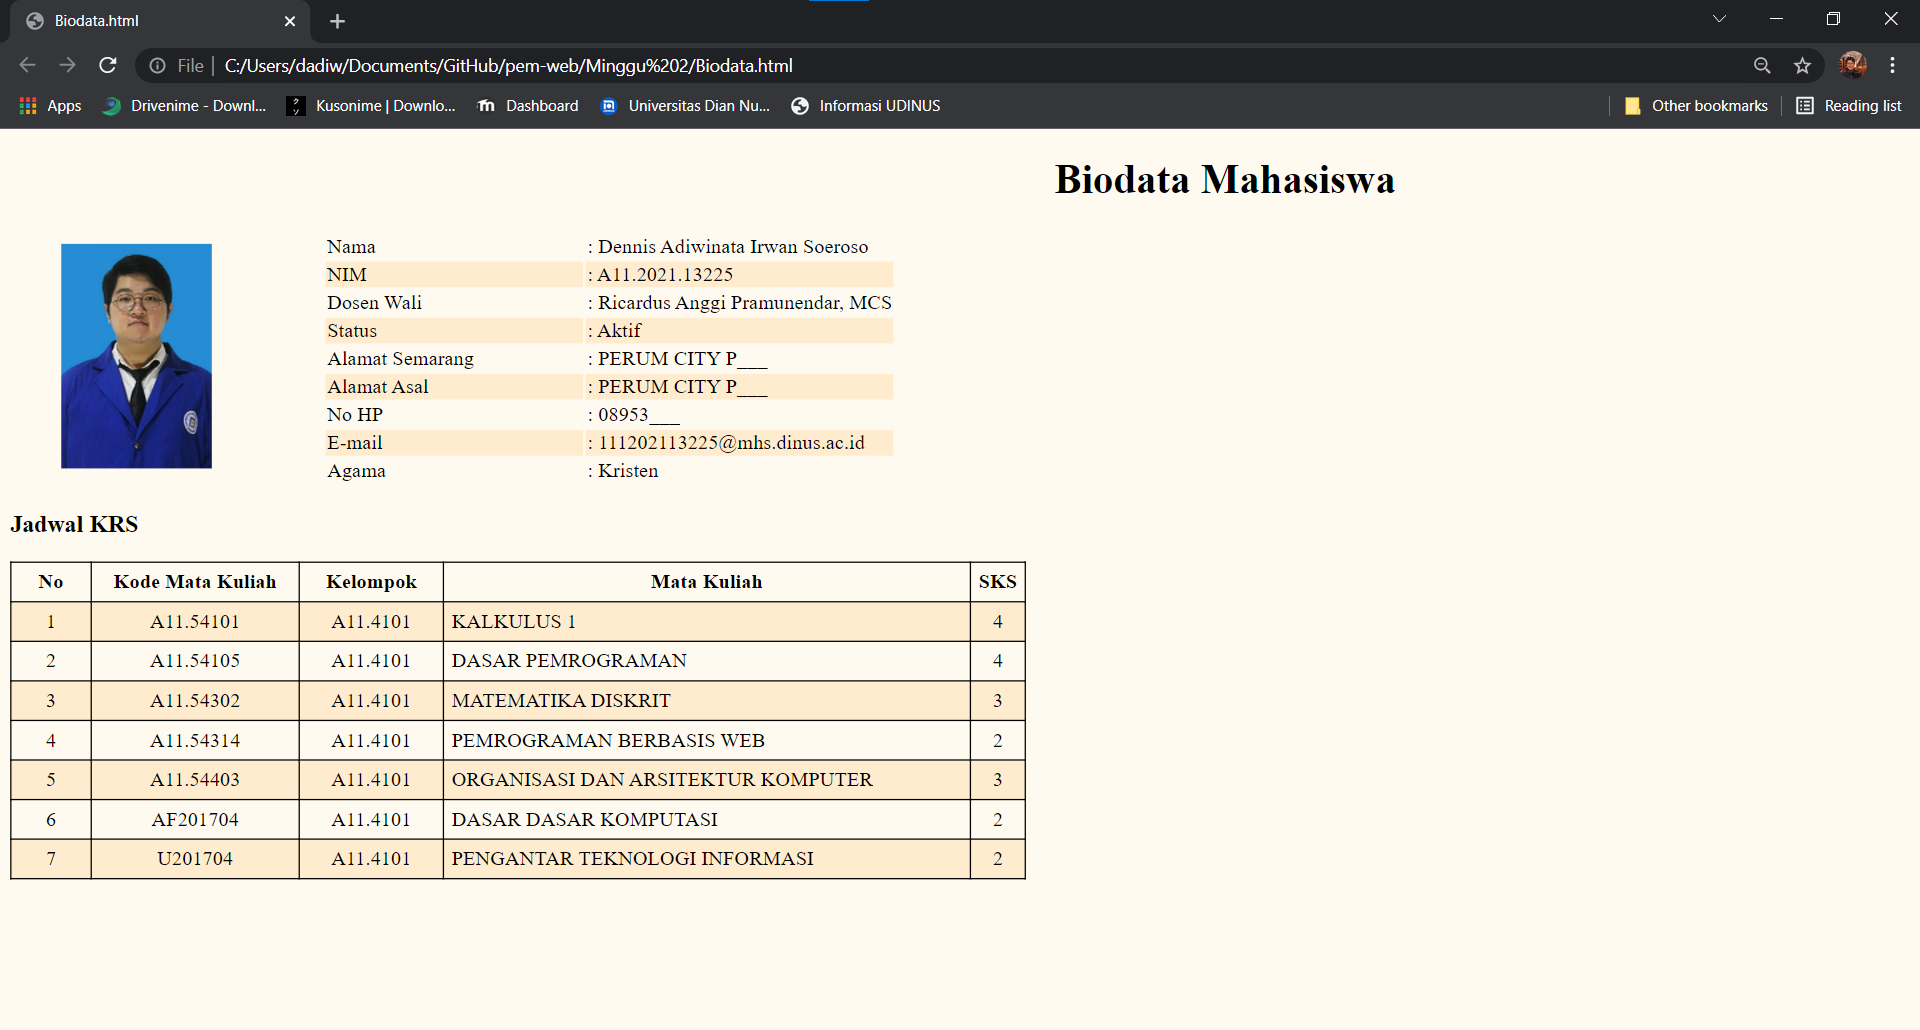 Biodata.html
File | C:/Users/dadiw/Documents/GitHub/pem-web/Minggu%202/Biodata.html
Apps Drivenime - Downl... Kusonime | Downlo... Dashboard Universitas Dian Nu... Informasi UDINUS Other bookmarks Reading list
Biodata Mahasiswa
Nama : Dennis Adiwinata Irwan Soeroso
NIM : A11.2021.13225
Dosen Wali : Ricardus Anggi Pramunendar, MCS
Status : Aktif
Alamat Semarang : PERUM CITY P___
Alamat Asal : PERUM CITY P___
No HP : 08953___
E-mail : 111202113225@mhs.dinus.ac.id
Agama : Kristen
Jadwal KRS
No Kode Mata Kuliah Kelompok Mata Kuliah SKS
1 A11.54101 A11.4101 KALKULUS 1 4
2 A11.54105 A11.4101 DASAR PEMROGRAMAN 4
3 A11.54302 A11.4101 MATEMATIKA DISKRIT 3
4 A11.54314 A11.4101 PEMROGRAMAN BERBASIS WEB 2
5 A11.54403 A11.4101 ORGANISASI DAN ARSITEKTUR KOMPUTER 3
6 AF201704 A11.4101 DASAR DASAR KOMPUTASI 2
7 U201704 A11.4101 PENGANTAR TEKNOLOGI INFORMASI 2